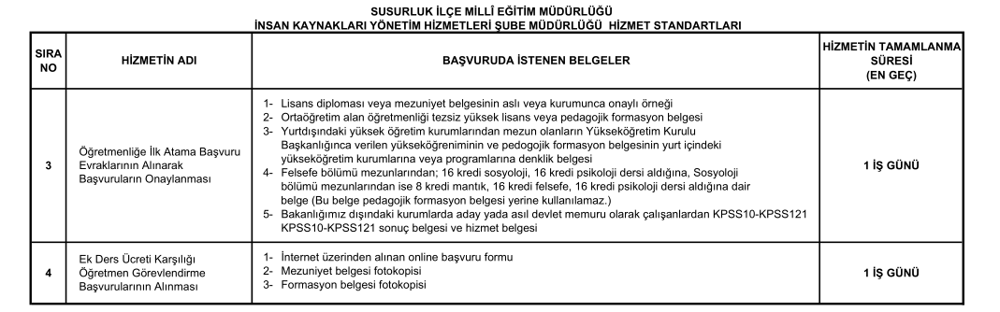 SUSURLUK İLÇE MİLLÎ EĞİTİM MÜDÜRLÜĞÜ
İNSAN KAYNAKLARI YÖNETİM HİZMETLERİ ŞUBE MÜDÜRLÜĞÜ  HİZMET STANDARTLARI
SIRA NO
HİZMETİN ADI
BAŞVURUDA İSTENEN BELGELER
HİZMETİN TAMAMLANMA
SÜRESİ
(EN GEÇ)
3
Öğretmenliğe İlk Atama Başvuru
Evraklarının Alınarak
Başvuruların Onaylanması
1- Lisans diploması veya mezuniyet belgesinin aslı veya kurumunca onaylı örneği
2- Ortaöğretim alan öğretmenliği tezsiz yüksek lisans veya pedagojik formasyon belgesi
3- Yurtdışındaki yüksek öğretim kurumlarından mezun olanların Yükseköğretim Kurulu
Başkanlığınca verilen yükseköğreniminin ve pedogojik formasyon belgesinin yurt içindeki
yükseköğretim kurumlarına veya programlarına denklik belgesi
4- Felsefe bölümü mezunlarından; 16 kredi sosyoloji, 16 kredi psikoloji dersi aldığına, Sosyoloji
bölümü mezunlarından ise 8 kredi mantık, 16 kredi felsefe, 16 kredi psikoloji dersi aldığına dair
belge (Bu belge pedagojik formasyon belgesi yerine kullanılamaz.)
5- Bakanlığımız dışındaki kurumlarda aday yada asıl devlet memuru olarak çalışanlardan KPSS10-KPSS121
KPSS10-KPSS121 sonuç belgesi ve hizmet belgesi
1 İŞ GÜNÜ
4
Ek Ders Ücreti Karşılığı
Öğretmen Görevlendirme
Başvurularının Alınması
1- İnternet üzerinden alınan online başvuru formu
2- Mezuniyet belgesi fotokopisi
3- Formasyon belgesi fotokopisi
1 İŞ GÜNÜ